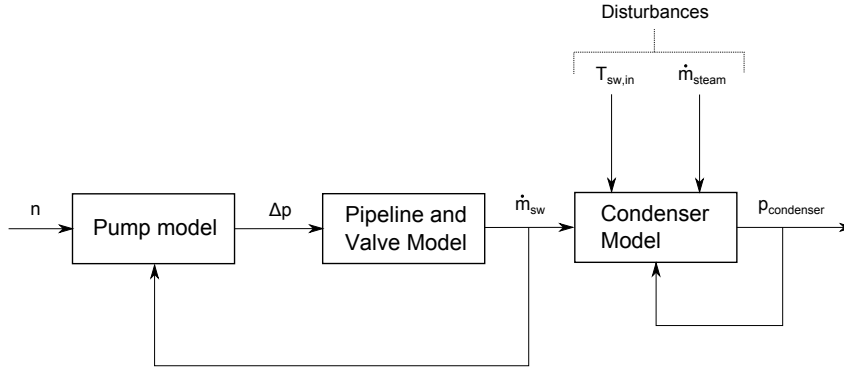 Disturbances
T_sw,in
ṁ_steam
n
Pump model
Δp
Pipeline and
Valve Model
ṁ_sw
Condenser
Model
p_condenser